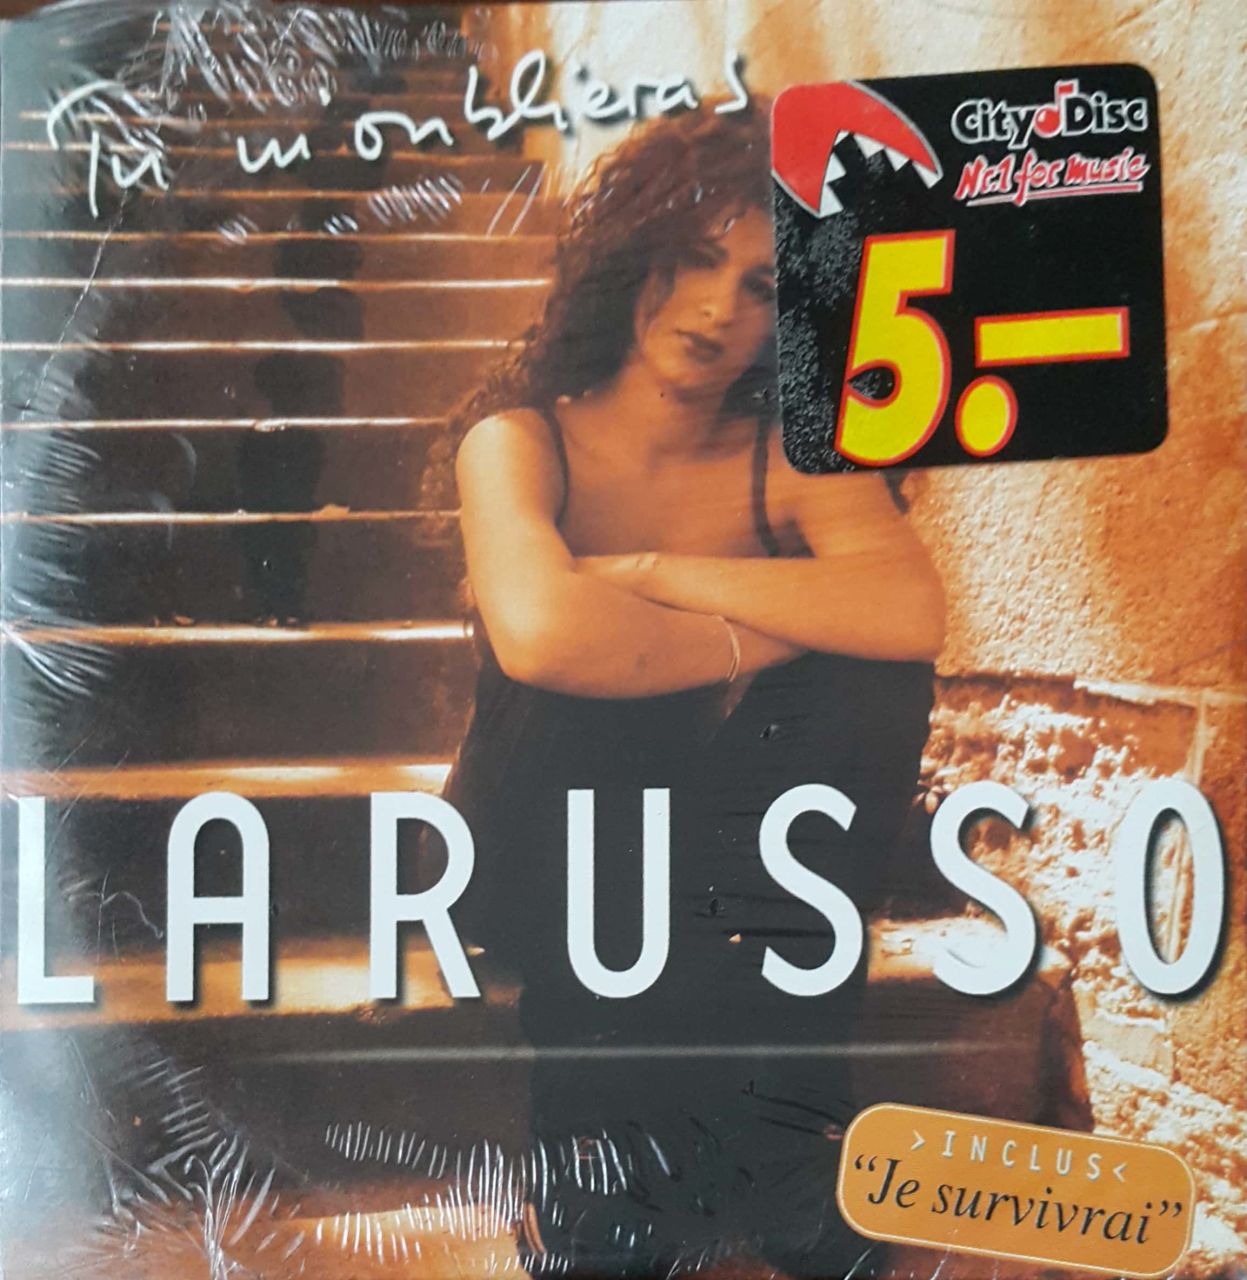 Tu m'oublieras
City Disc
Nr.1 for music
5.–
LARUSSO
>INCLUS<
“Je survivrai”